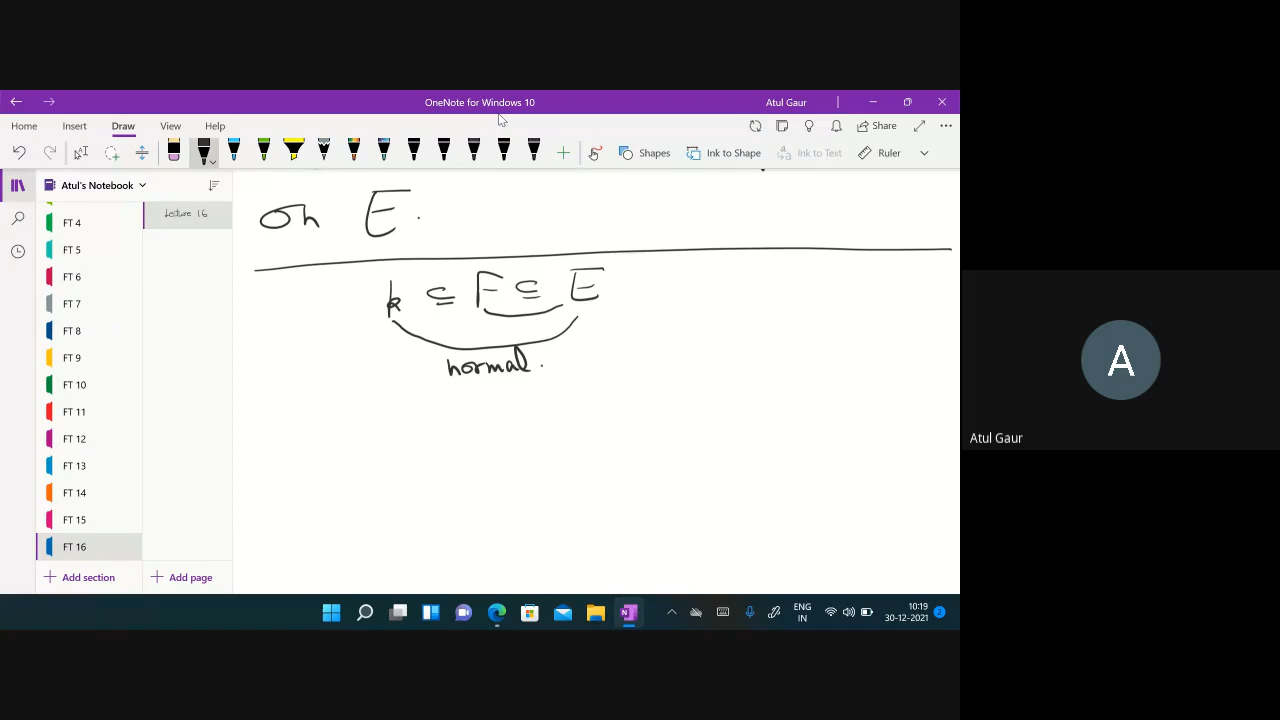 OneNote for Windows 10
Atul Gaur
Home Insert Draw View Help
Share
Shapes
Ink to Shape
Ink to Text
Ruler
Atul's Notebook
Lecture 16
FT 4
FT 5
FT 6
FT 7
FT 8
FT 9
FT 10
FT 11
FT 12
FT 13
FT 14
FT 15
FT 16
Add section
Add page
on E.
k ⊆ F ⊆ E
normal.
A
Atul Gaur
ENG
IN
10:19
30-12-2021
2